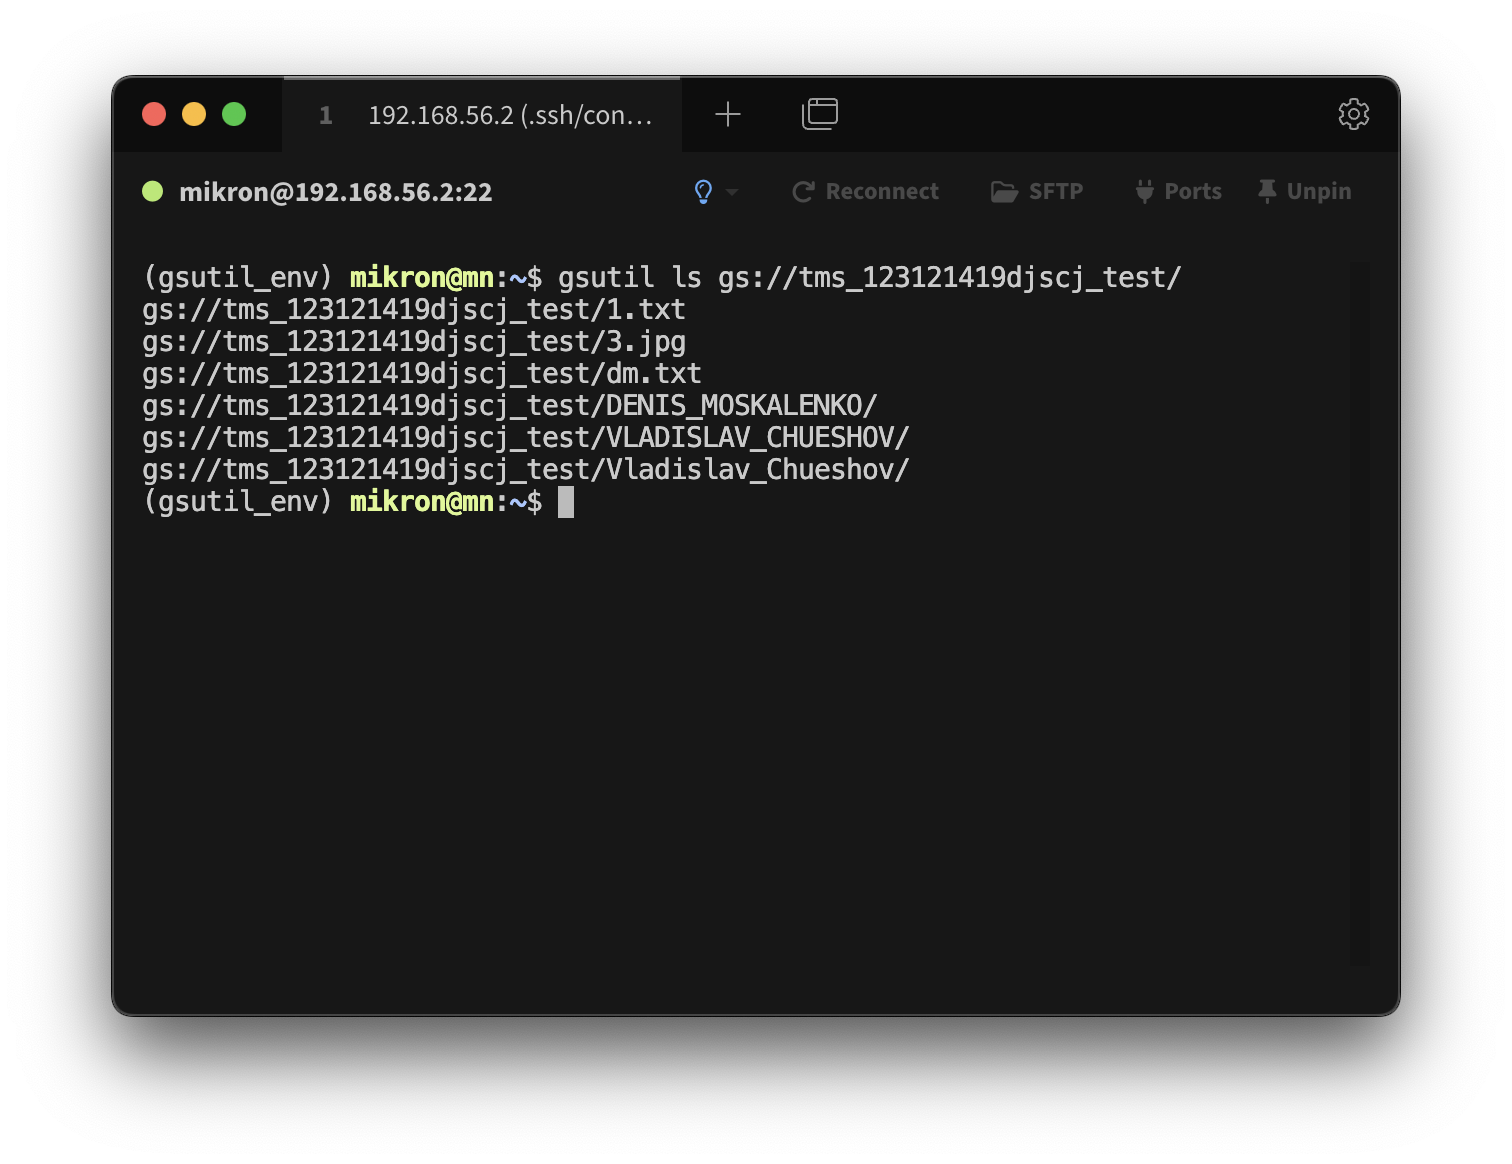 1 192.168.56.2 (.ssh/con…
mikron@192.168.56.2:22 Reconnect SFTP Ports Unpin
(gsutil_env) mikron@mn:~$ gsutil ls gs://tms_123121419djscj_test/
gs://tms_123121419djscj_test/1.txt
gs://tms_123121419djscj_test/3.jpg
gs://tms_123121419djscj_test/dm.txt
gs://tms_123121419djscj_test/DENIS_MOSKALENKO/
gs://tms_123121419djscj_test/VLADISLAV_CHUESHOV/
gs://tms_123121419djscj_test/Vladislav_Chueshov/
(gsutil_env) mikron@mn:~$